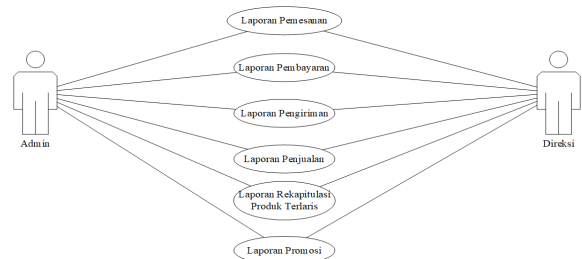 Laporan Pemesanan
Laporan Pembayaran
Laporan Pengiriman
Admin
Direksi
Laporan Penjualan
Laporan Rekapitulasi
Produk Terlaris
Laporan Promosi